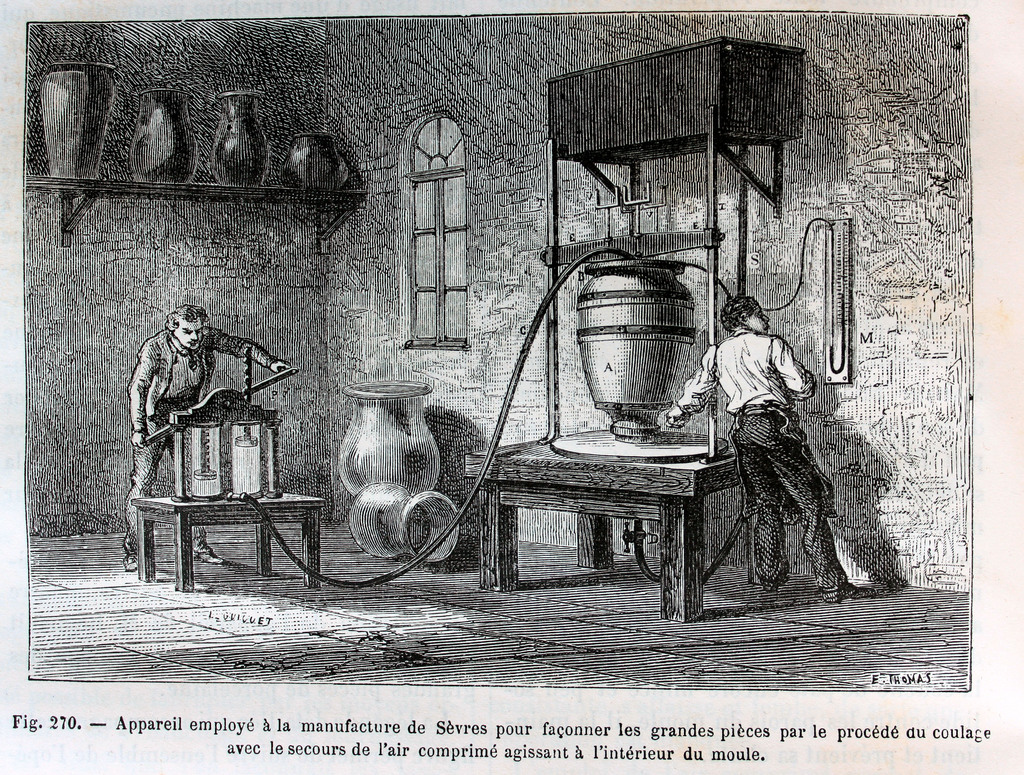 T
T
E
E
S
B
C
A
M
L. GUIGUET
E. THOMAS
Fig. 270. — Appareil employé à la manufacture de Sèvres pour façonner les grandes pièces par le procédé du coulage
avec le secours de l'air comprimé agissant à l'intérieur du moule.